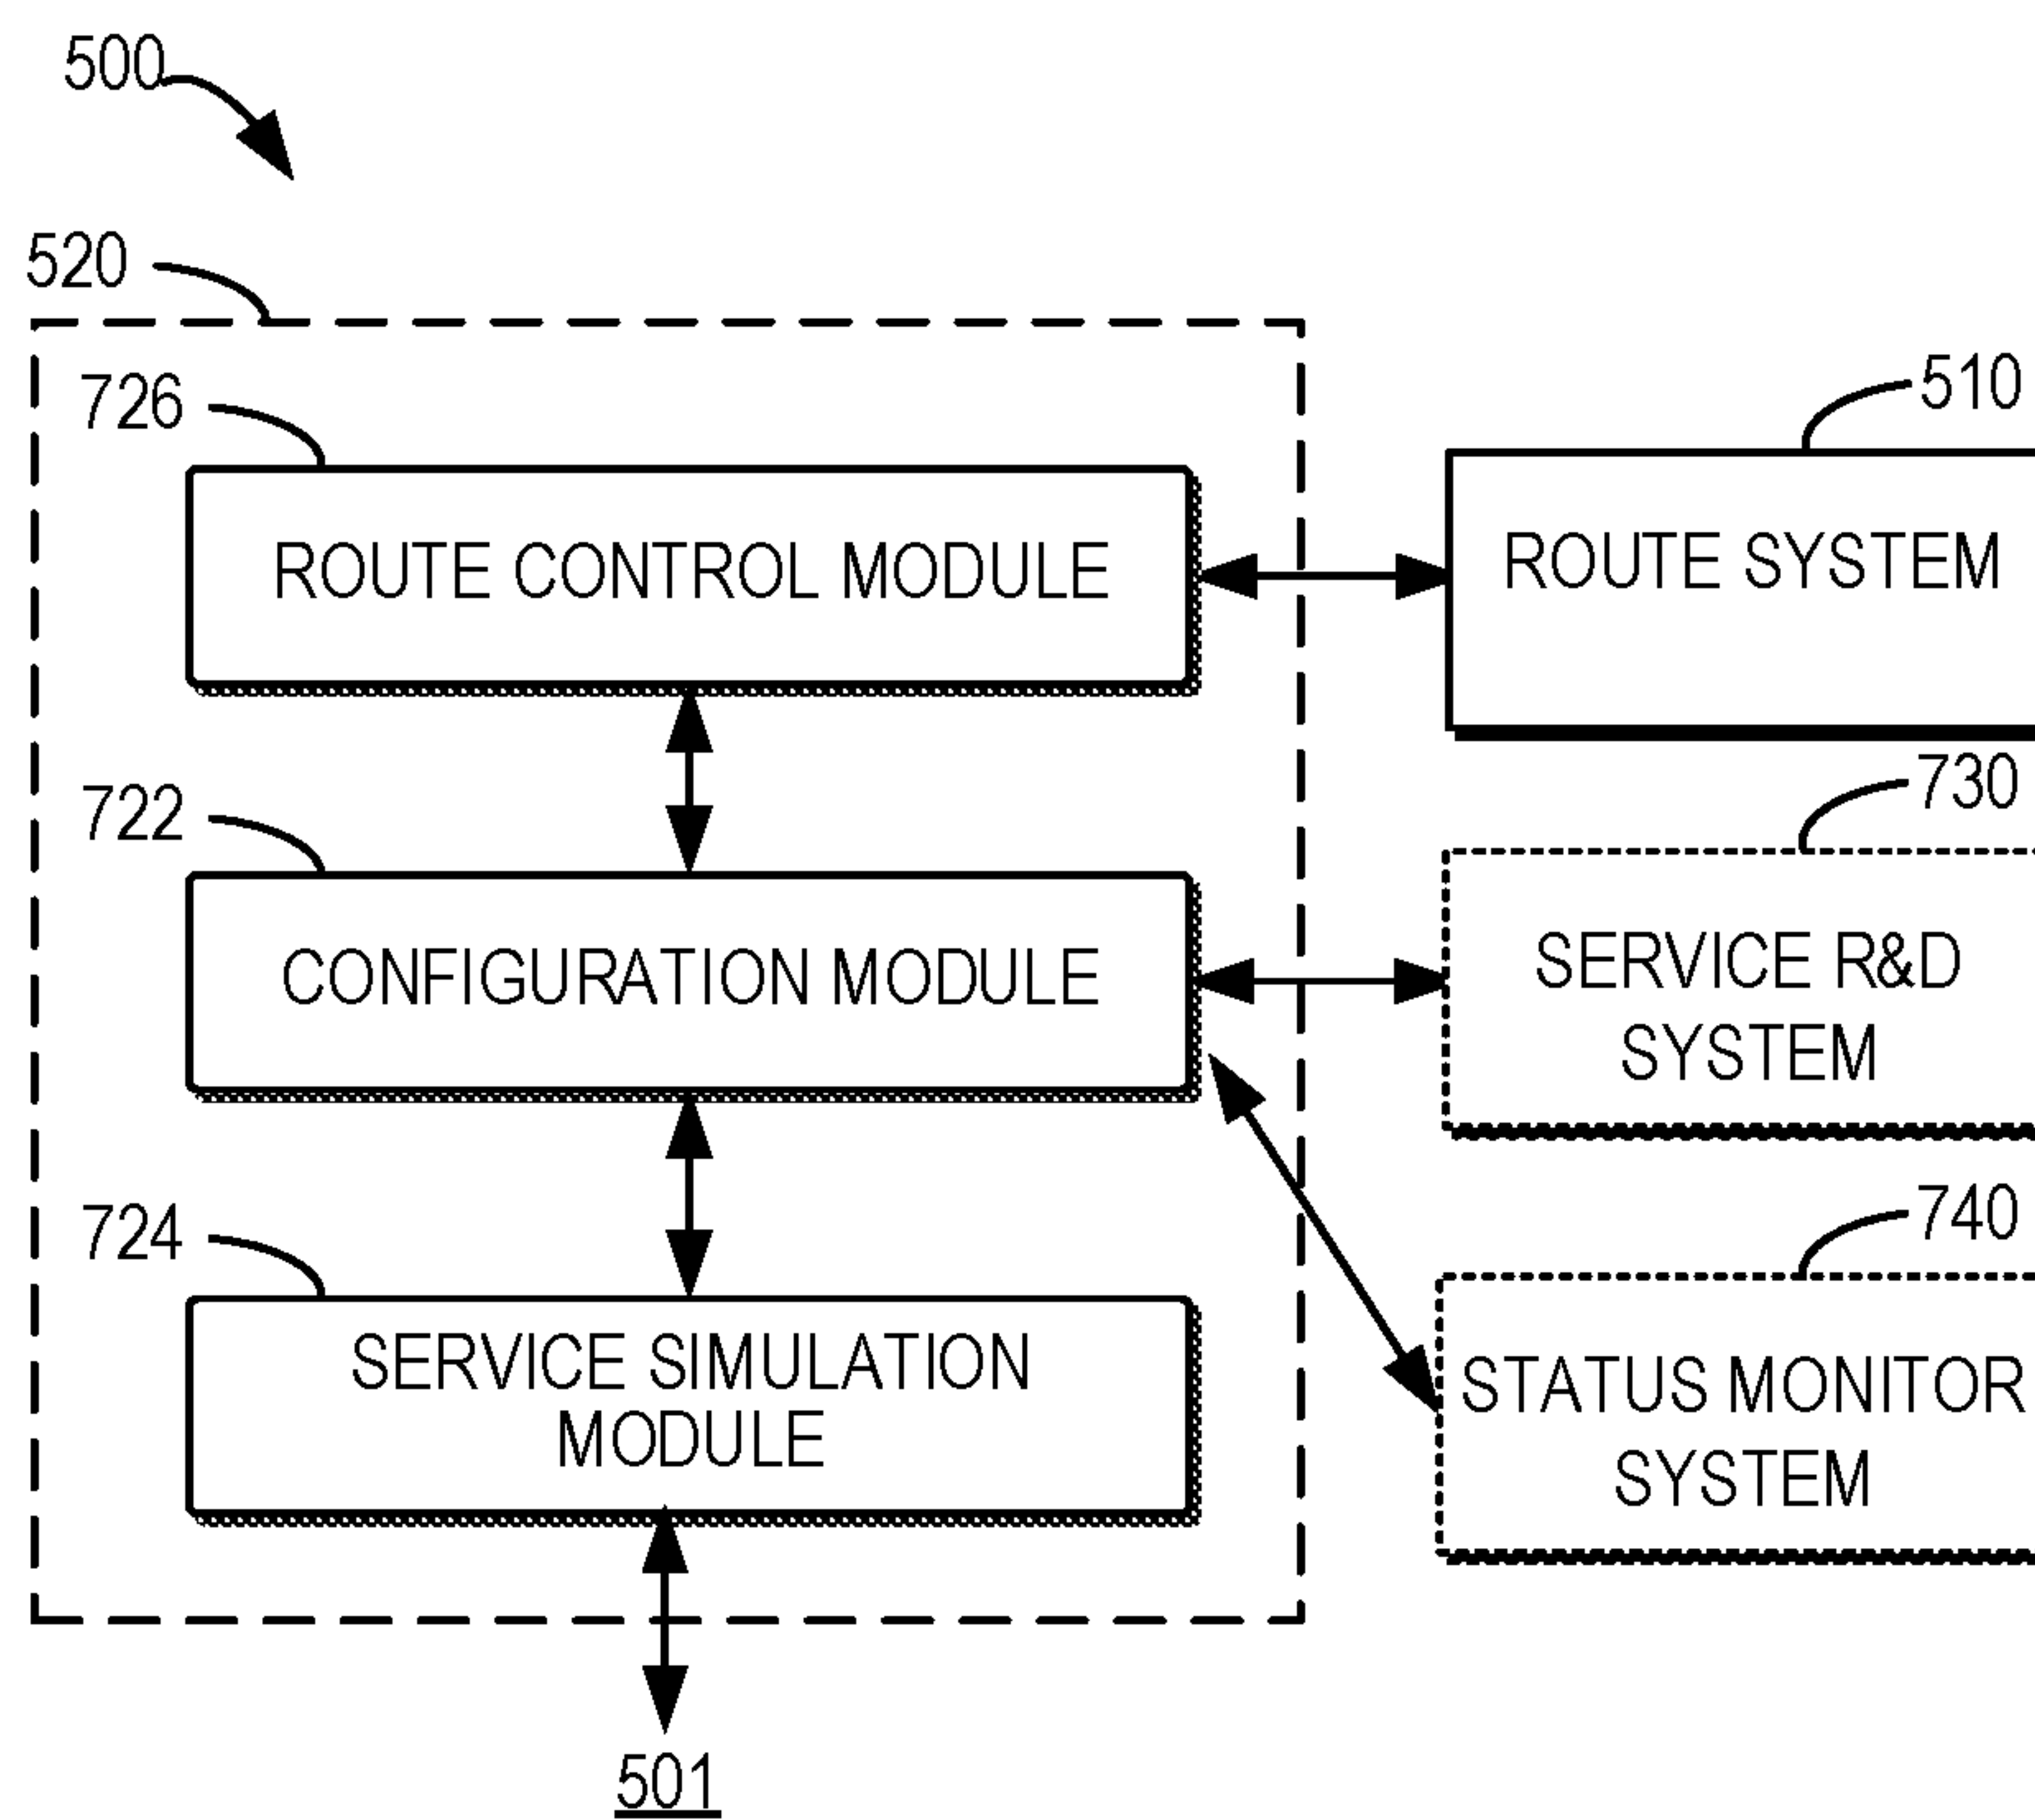 500
520
726
510
ROUTE CONTROL MODULE
ROUTE SYSTEM
722
730
CONFIGURATION MODULE
SERVICE R&D
SYSTEM
724
740
SERVICE SIMULATION
MODULE
STATUS MONITOR
SYSTEM
501